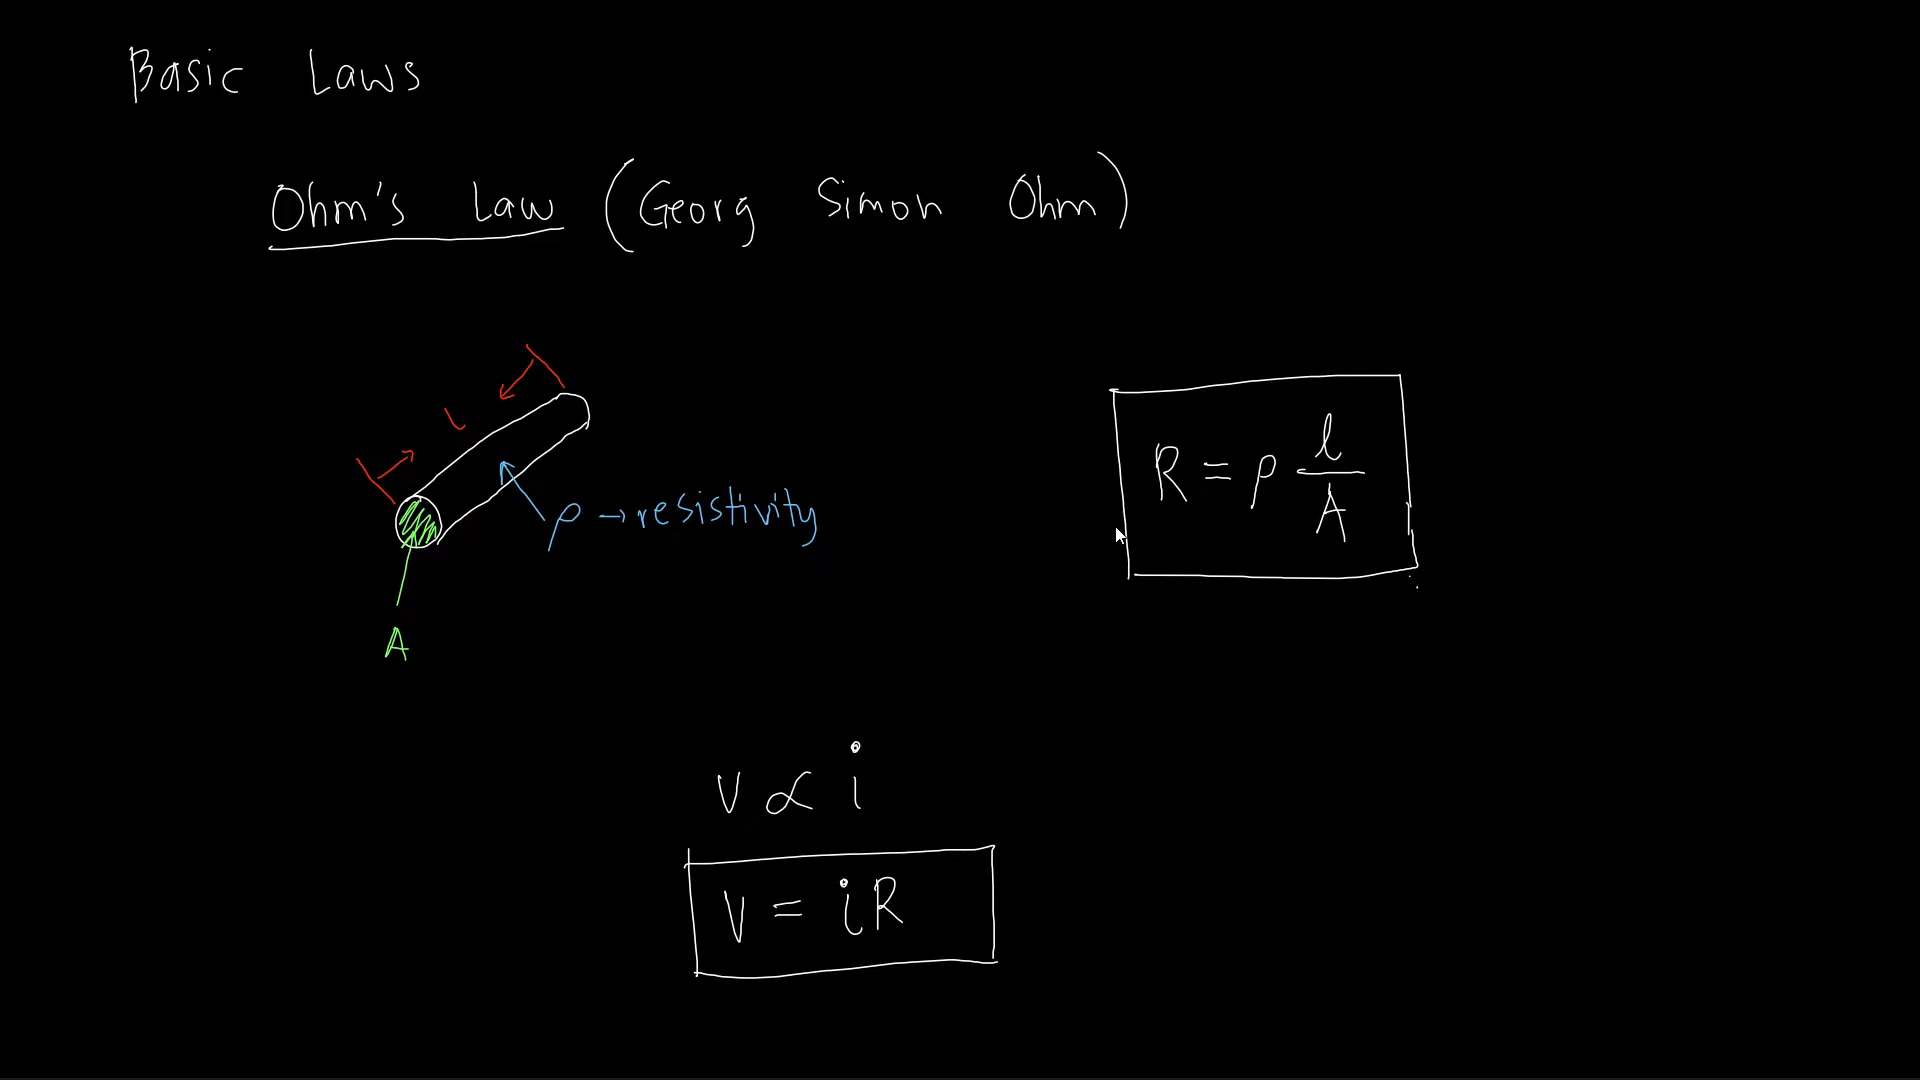 Basic Laws
Ohm's Law (Georg Simon Ohm)
l
ρ → resistivity
A
R = ρ l/A
v ∝ i
v = iR